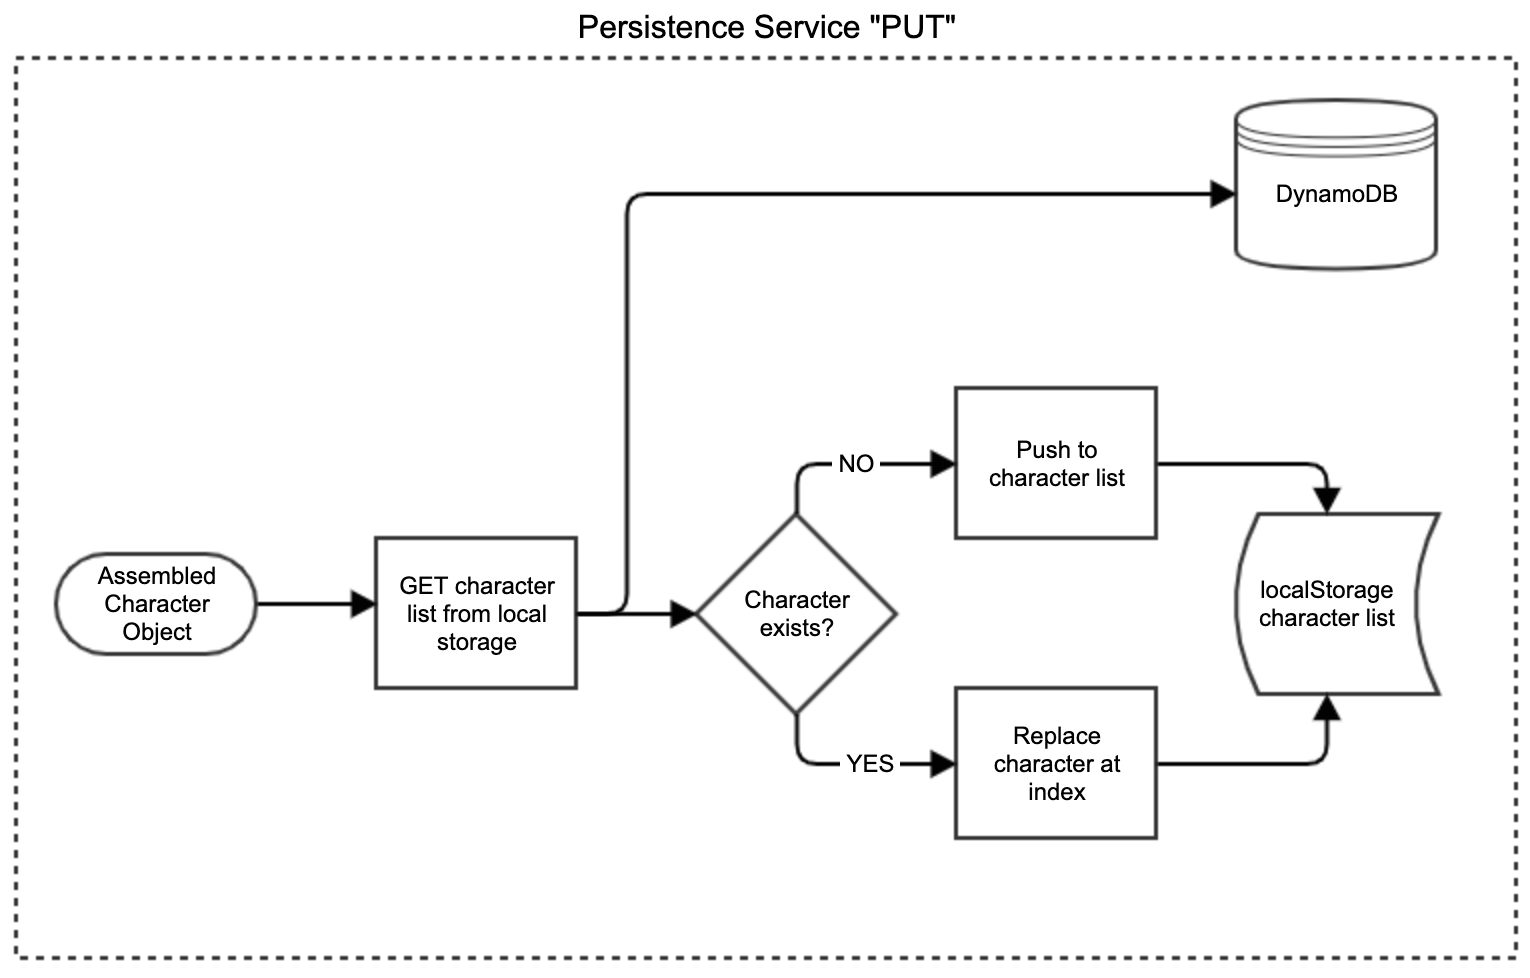 Persistence Service "PUT"
DynamoDB
NO
Push to
character list
Assembled
Character
Object
GET character
list from local
storage
Character
exists?
localStorage
character list
YES
Replace
character at
index